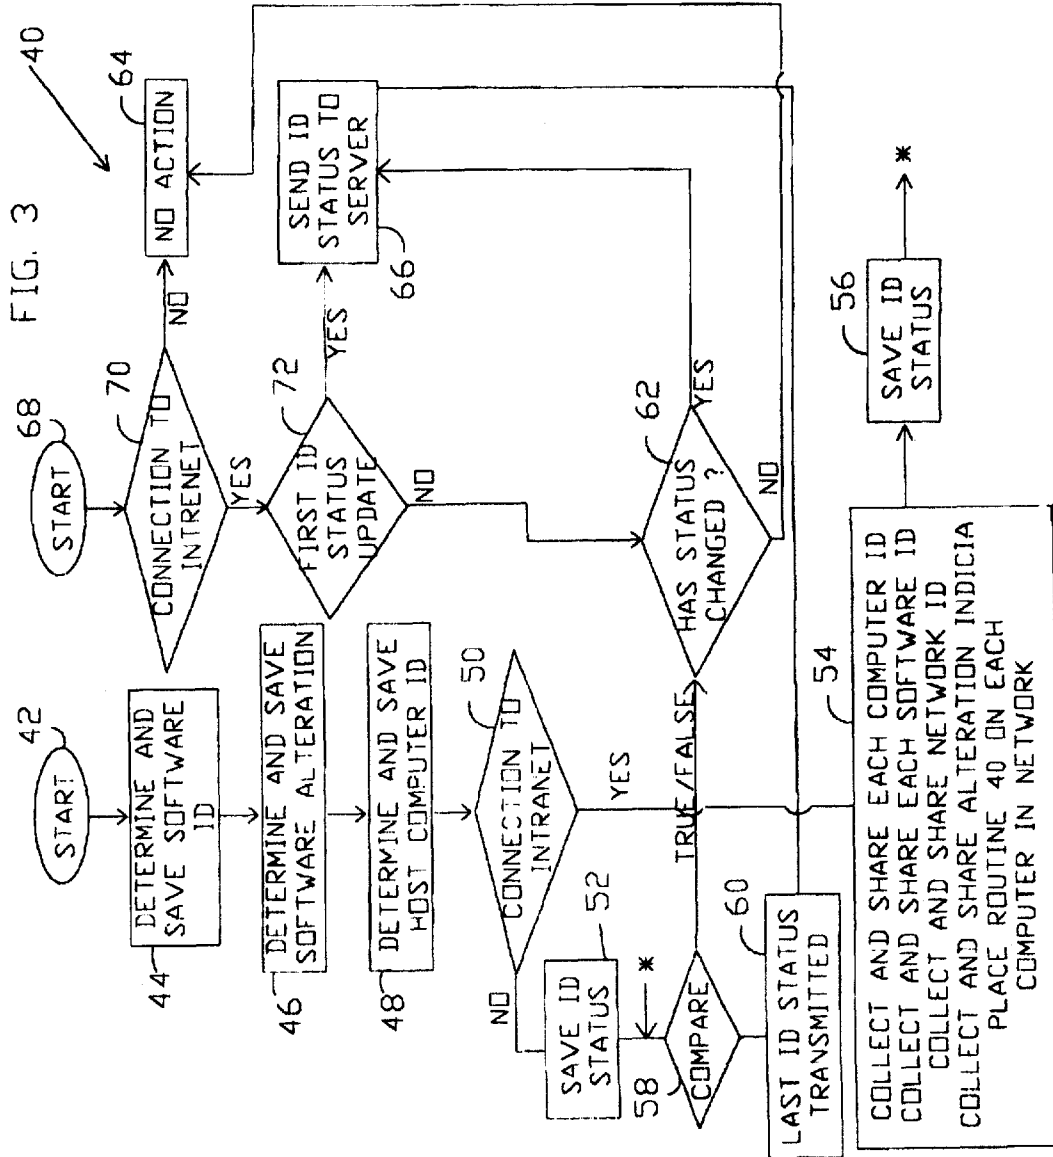 FIG. 3
40
42
START
DETERMINE AND
SAVE SOFTWARE
ID
44
DETERMINE AND SAVE
SOFTWARE ALTERATION
46
DETERMINE AND SAVE
HOST COMPUTER ID
48
CONNECTION TO
INTRANET
50
NO
YES
SAVE ID
STATUS
52
*
COMPARE
58
TRUE/FALSE
LAST ID STATUS
TRANSMITTED
60
COLLECT AND SHARE EACH COMPUTER ID
COLLECT AND SHARE EACH SOFTWARE ID
COLLECT AND SHARE NETWORK ID
COLLECT AND SHARE ALTERATION INDICIA
PLACE ROUTINE 40 ON EACH
COMPUTER IN NETWORK
54
SAVE ID
STATUS
56
*
68
START
CONNECTION TO
INTRENET
70
NO
YES
NO ACTION
64
FIRST ID
STATUS
UPDATE
72
YES
NO
SEND ID
STATUS TO
SERVER
66
HAS STATUS
CHANGED ?
62
YES
NO